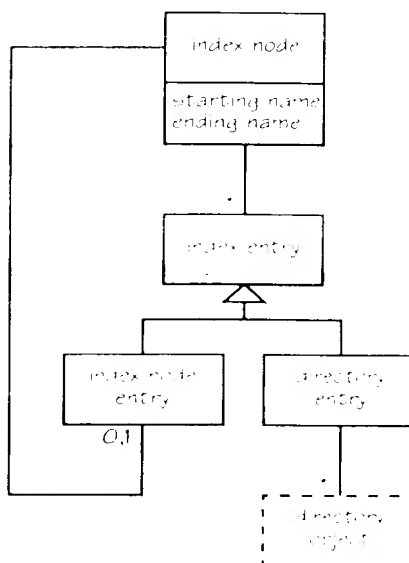 index node
starting name
ending name
index entry
index node
entry
directory
entry
0,1
directory
object